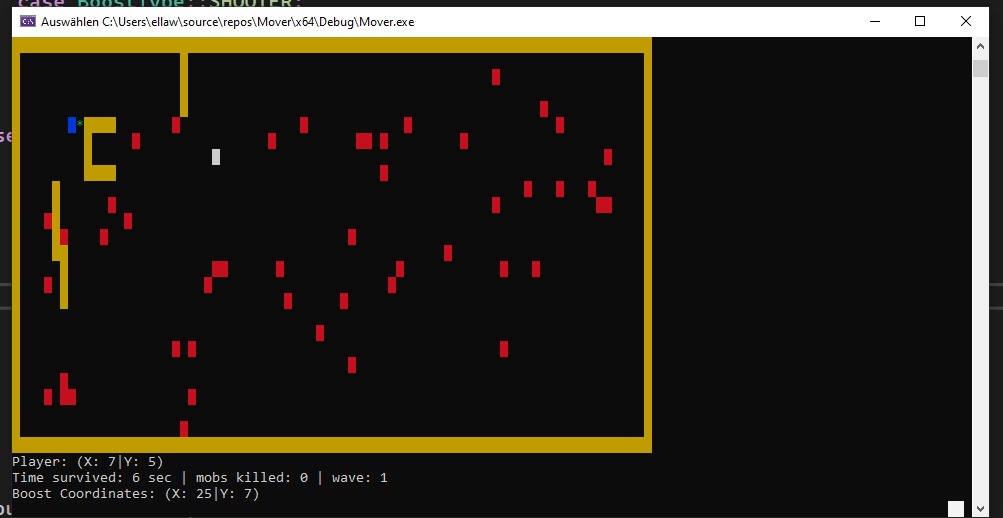 case BoostType::SHOOTER:
Auswählen C:\Users\ellaw\source\repos\Mover\x64\Debug\Mover.exe
*
Player: (X: 7|Y: 5)
Time survived: 6 sec | mobs killed: 0 | wave: 1
Boost Coordinates: (X: 25|Y: 7)